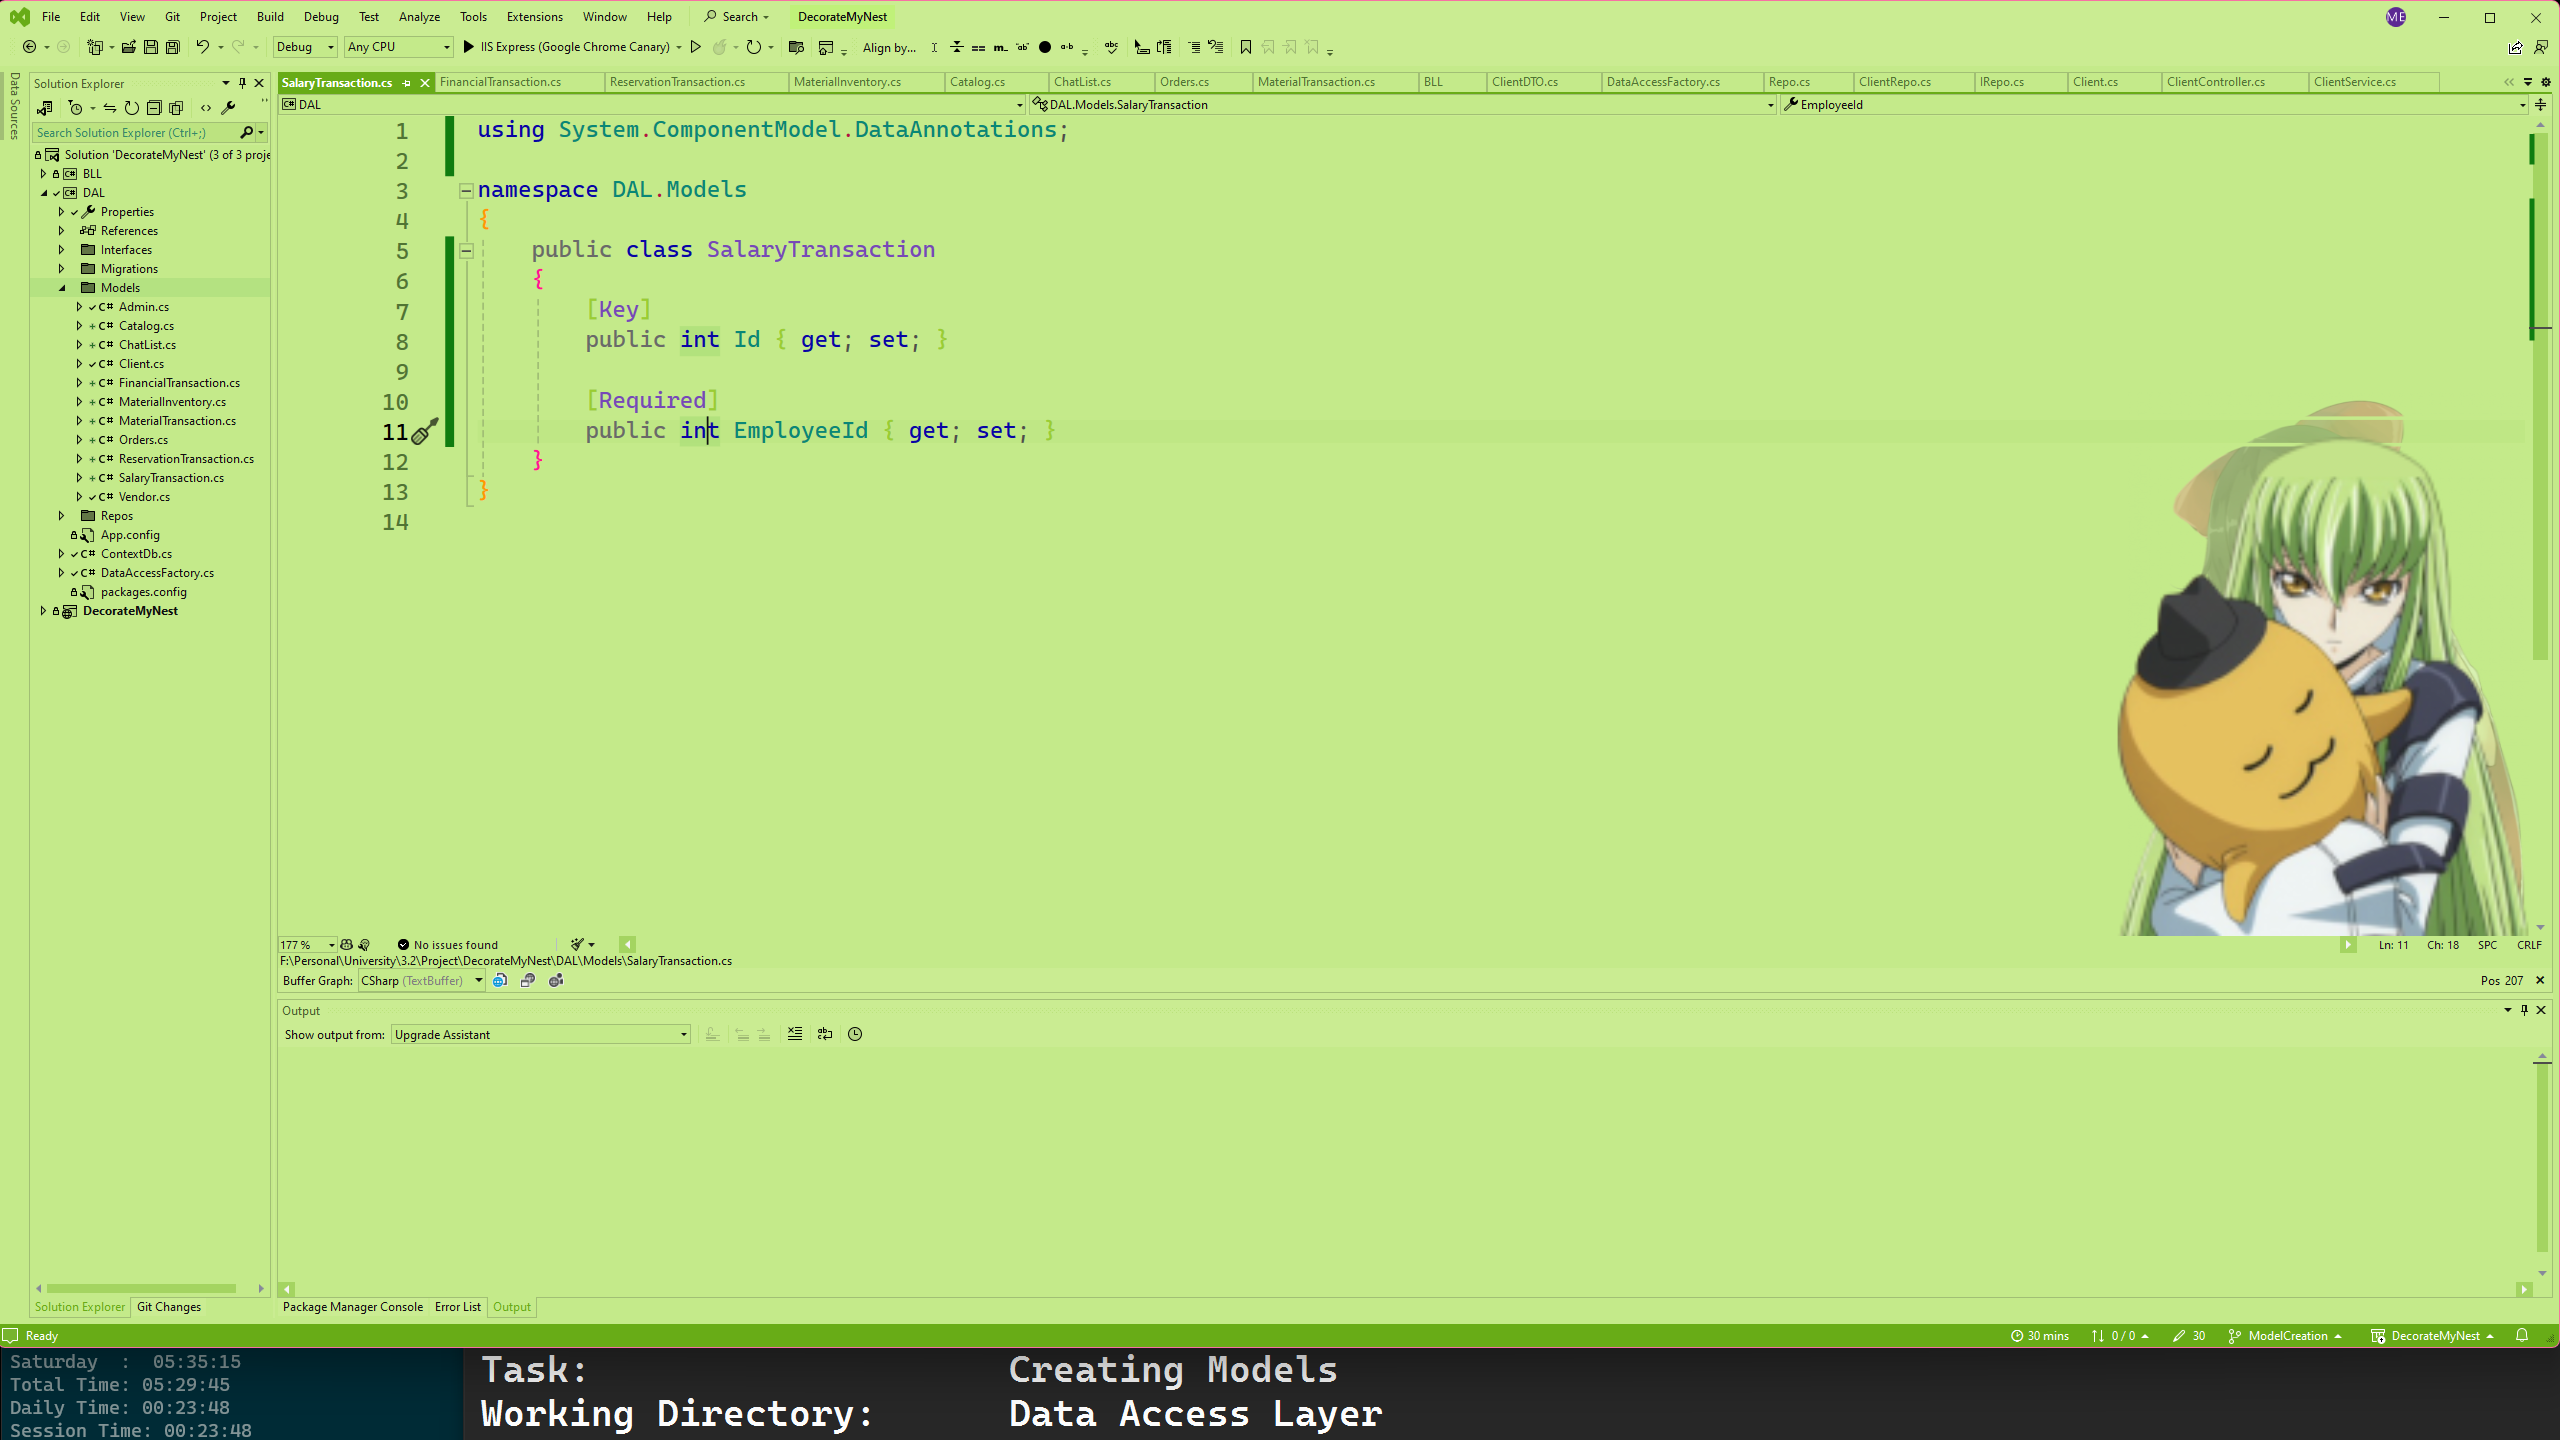 File Edit View Git Project Build Debug Test Analyze Tools Extensions Window Help Search DecorateMyNest ME
Debug Any CPU IIS Express (Google Chrome Canary) Align by...
Data Sources
Solution Explorer
Search Solution Explorer (Ctrl+;)
Solution 'DecorateMyNest' (3 of 3 proje
BLL
DAL
Properties
References
Interfaces
Migrations
Models
C# Admin.cs
C# Catalog.cs
C# ChatList.cs
C# Client.cs
C# FinancialTransaction.cs
C# MaterialInventory.cs
C# MaterialTransaction.cs
C# Orders.cs
C# ReservationTransaction.cs
C# SalaryTransaction.cs
C# Vendor.cs
Repos
App.config
C# ContextDb.cs
C# DataAccessFactory.cs
packages.config
DecorateMyNest
Solution Explorer Git Changes
SalaryTransaction.cs FinancialTransaction.cs ReservationTransaction.cs MaterialInventory.cs Catalog.cs ChatList.cs Orders.cs MaterialTransaction.cs BLL ClientDTO.cs DataAccessFactory.cs Repo.cs ClientRepo.cs IRepo.cs Client.cs ClientController.cs ClientService.cs
DAL DAL.Models.SalaryTransaction EmployeeId
1 using System.ComponentModel.DataAnnotations;
2
3 namespace DAL.Models
4 {
5 public class SalaryTransaction
6 {
7 [Key]
8 public int Id { get; set; }
9
10 [Required]
11 public int EmployeeId { get; set; }
12 }
13 }
14
177 % No issues found Ln: 11 Ch: 18 SPC CRLF
F:\Personal\University\3.2\Project\DecorateMyNest\DAL\Models\SalaryTransaction.cs
Buffer Graph: CSharp (TextBuffer) Pos 207
Output
Show output from: Upgrade Assistant
Package Manager Console Error List Output
Ready 30 mins 0 / 0 30 ModelCreation DecorateMyNest
Saturday : 05:35:15
Total Time: 05:29:45
Daily Time: 00:23:48
Session Time: 00:23:48
Task: Creating Models
Working Directory: Data Access Layer